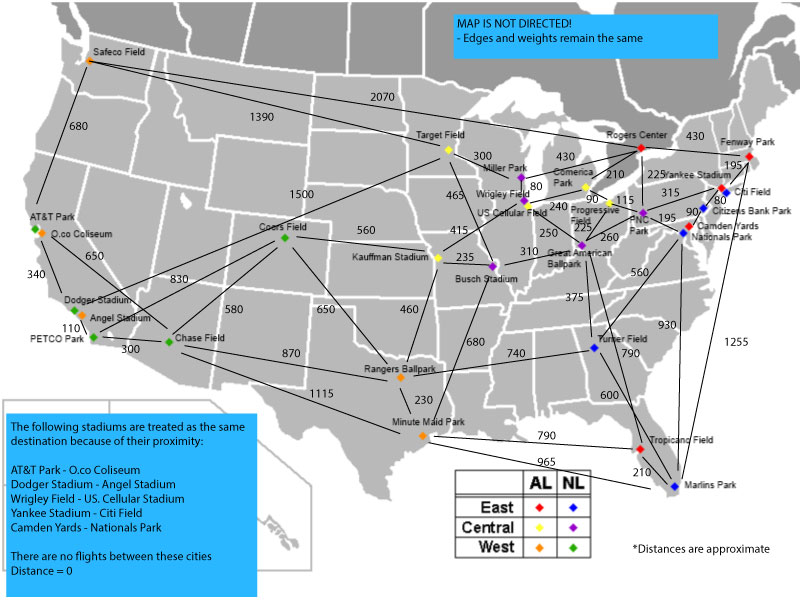 MAP IS NOT DIRECTED!
- Edges and weights remain the same
Safeco Field
2070
1390
680
Target Field
Rogers Center
430
Fenway Park
300
Miller Park
430
Comerica
Park
210
225
195
Yankee Stadium
1500
465
80
Wrigley Field
US Cellular Field
240
90
115
Progressive
Field
315
80
Citi Field
90
Citizens Bank Park
AT&T Park
O.co Coliseum
Coors Field
560
415
250
225
260
PNC
Park
195
Camden Yards
Nationals Park
650
Kauffman Stadium
235
310
Great American
Ballpark
Busch Stadium
340
830
560
Dodger Stadium
Angel Stadium
580
650
460
375
110
PETCO Park
300
Chase Field
680
930
Turner Field
1255
870
740
790
Rangers Ballpark
1115
230
600
Minute Maid Park
790
Tropicana Field
965
210
Marlins Park
The following stadiums are treated as the same
destination because of their proximity:
AT&T Park - O.co Coliseum
Dodger Stadium - Angel Stadium
Wrigley Field - US. Cellular Stadium
Yankee Stadium - Citi Field
Camden Yards - Nationals Park
There are no flights between these cities
Distance = 0
AL NL
East
Central
West
*Distances are approximate